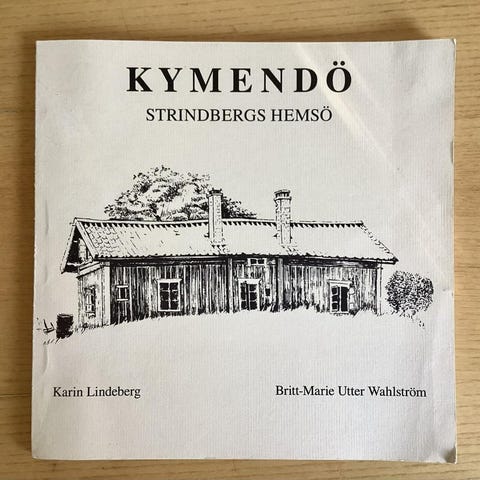 KYMENDÖ
STRINDBERGS HEMSÖ
Karin Lindeberg
Britt-Marie Utter Wahlström